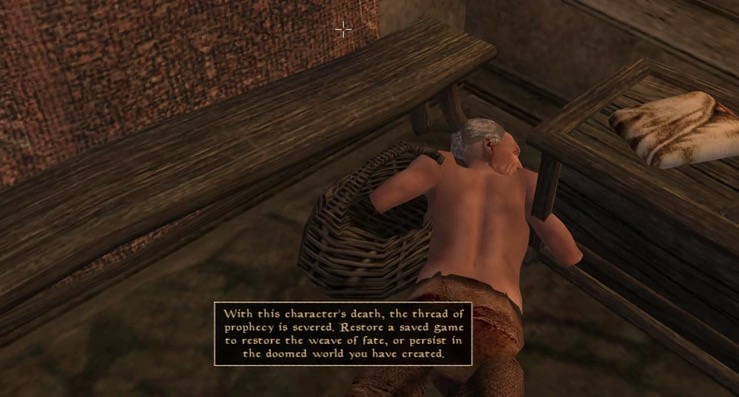 With this character's death, the thread of
prophecy is severed. Restore a saved game
to restore the weave of fate, or persist in
the doomed world you have created.